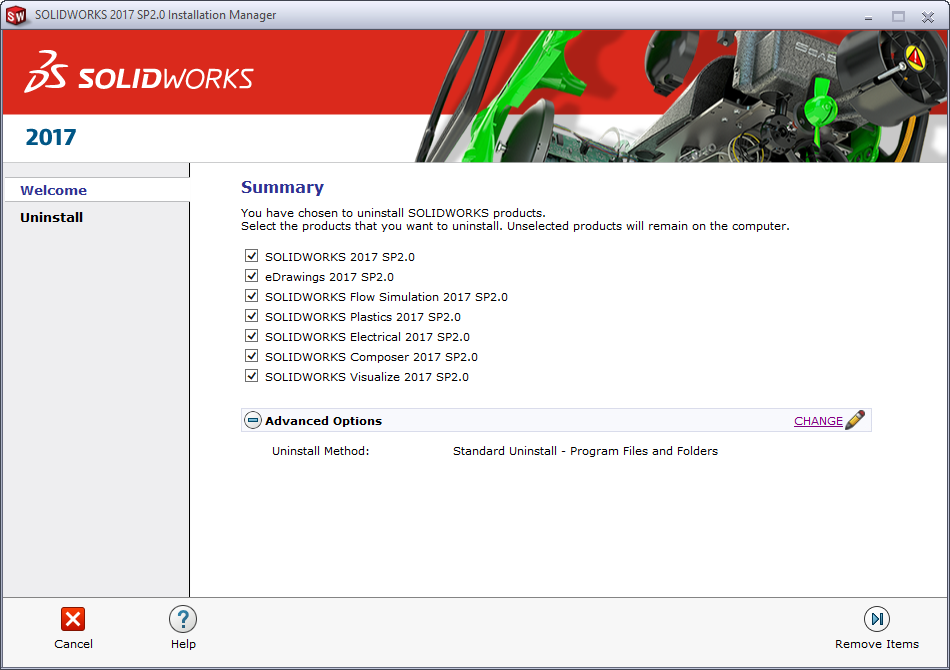 SOLIDWORKS 2017 SP2.0 Installation Manager
SOLIDWORKS
2017
Welcome
Uninstall
Summary
You have chosen to uninstall SOLIDWORKS products.
Select the products that you want to uninstall. Unselected products will remain on the computer.
SOLIDWORKS 2017 SP2.0
eDrawings 2017 SP2.0
SOLIDWORKS Flow Simulation 2017 SP2.0
SOLIDWORKS Plastics 2017 SP2.0
SOLIDWORKS Electrical 2017 SP2.0
SOLIDWORKS Composer 2017 SP2.0
SOLIDWORKS Visualize 2017 SP2.0
Advanced Options CHANGE
Uninstall Method: Standard Uninstall - Program Files and Folders
Cancel Help Remove Items